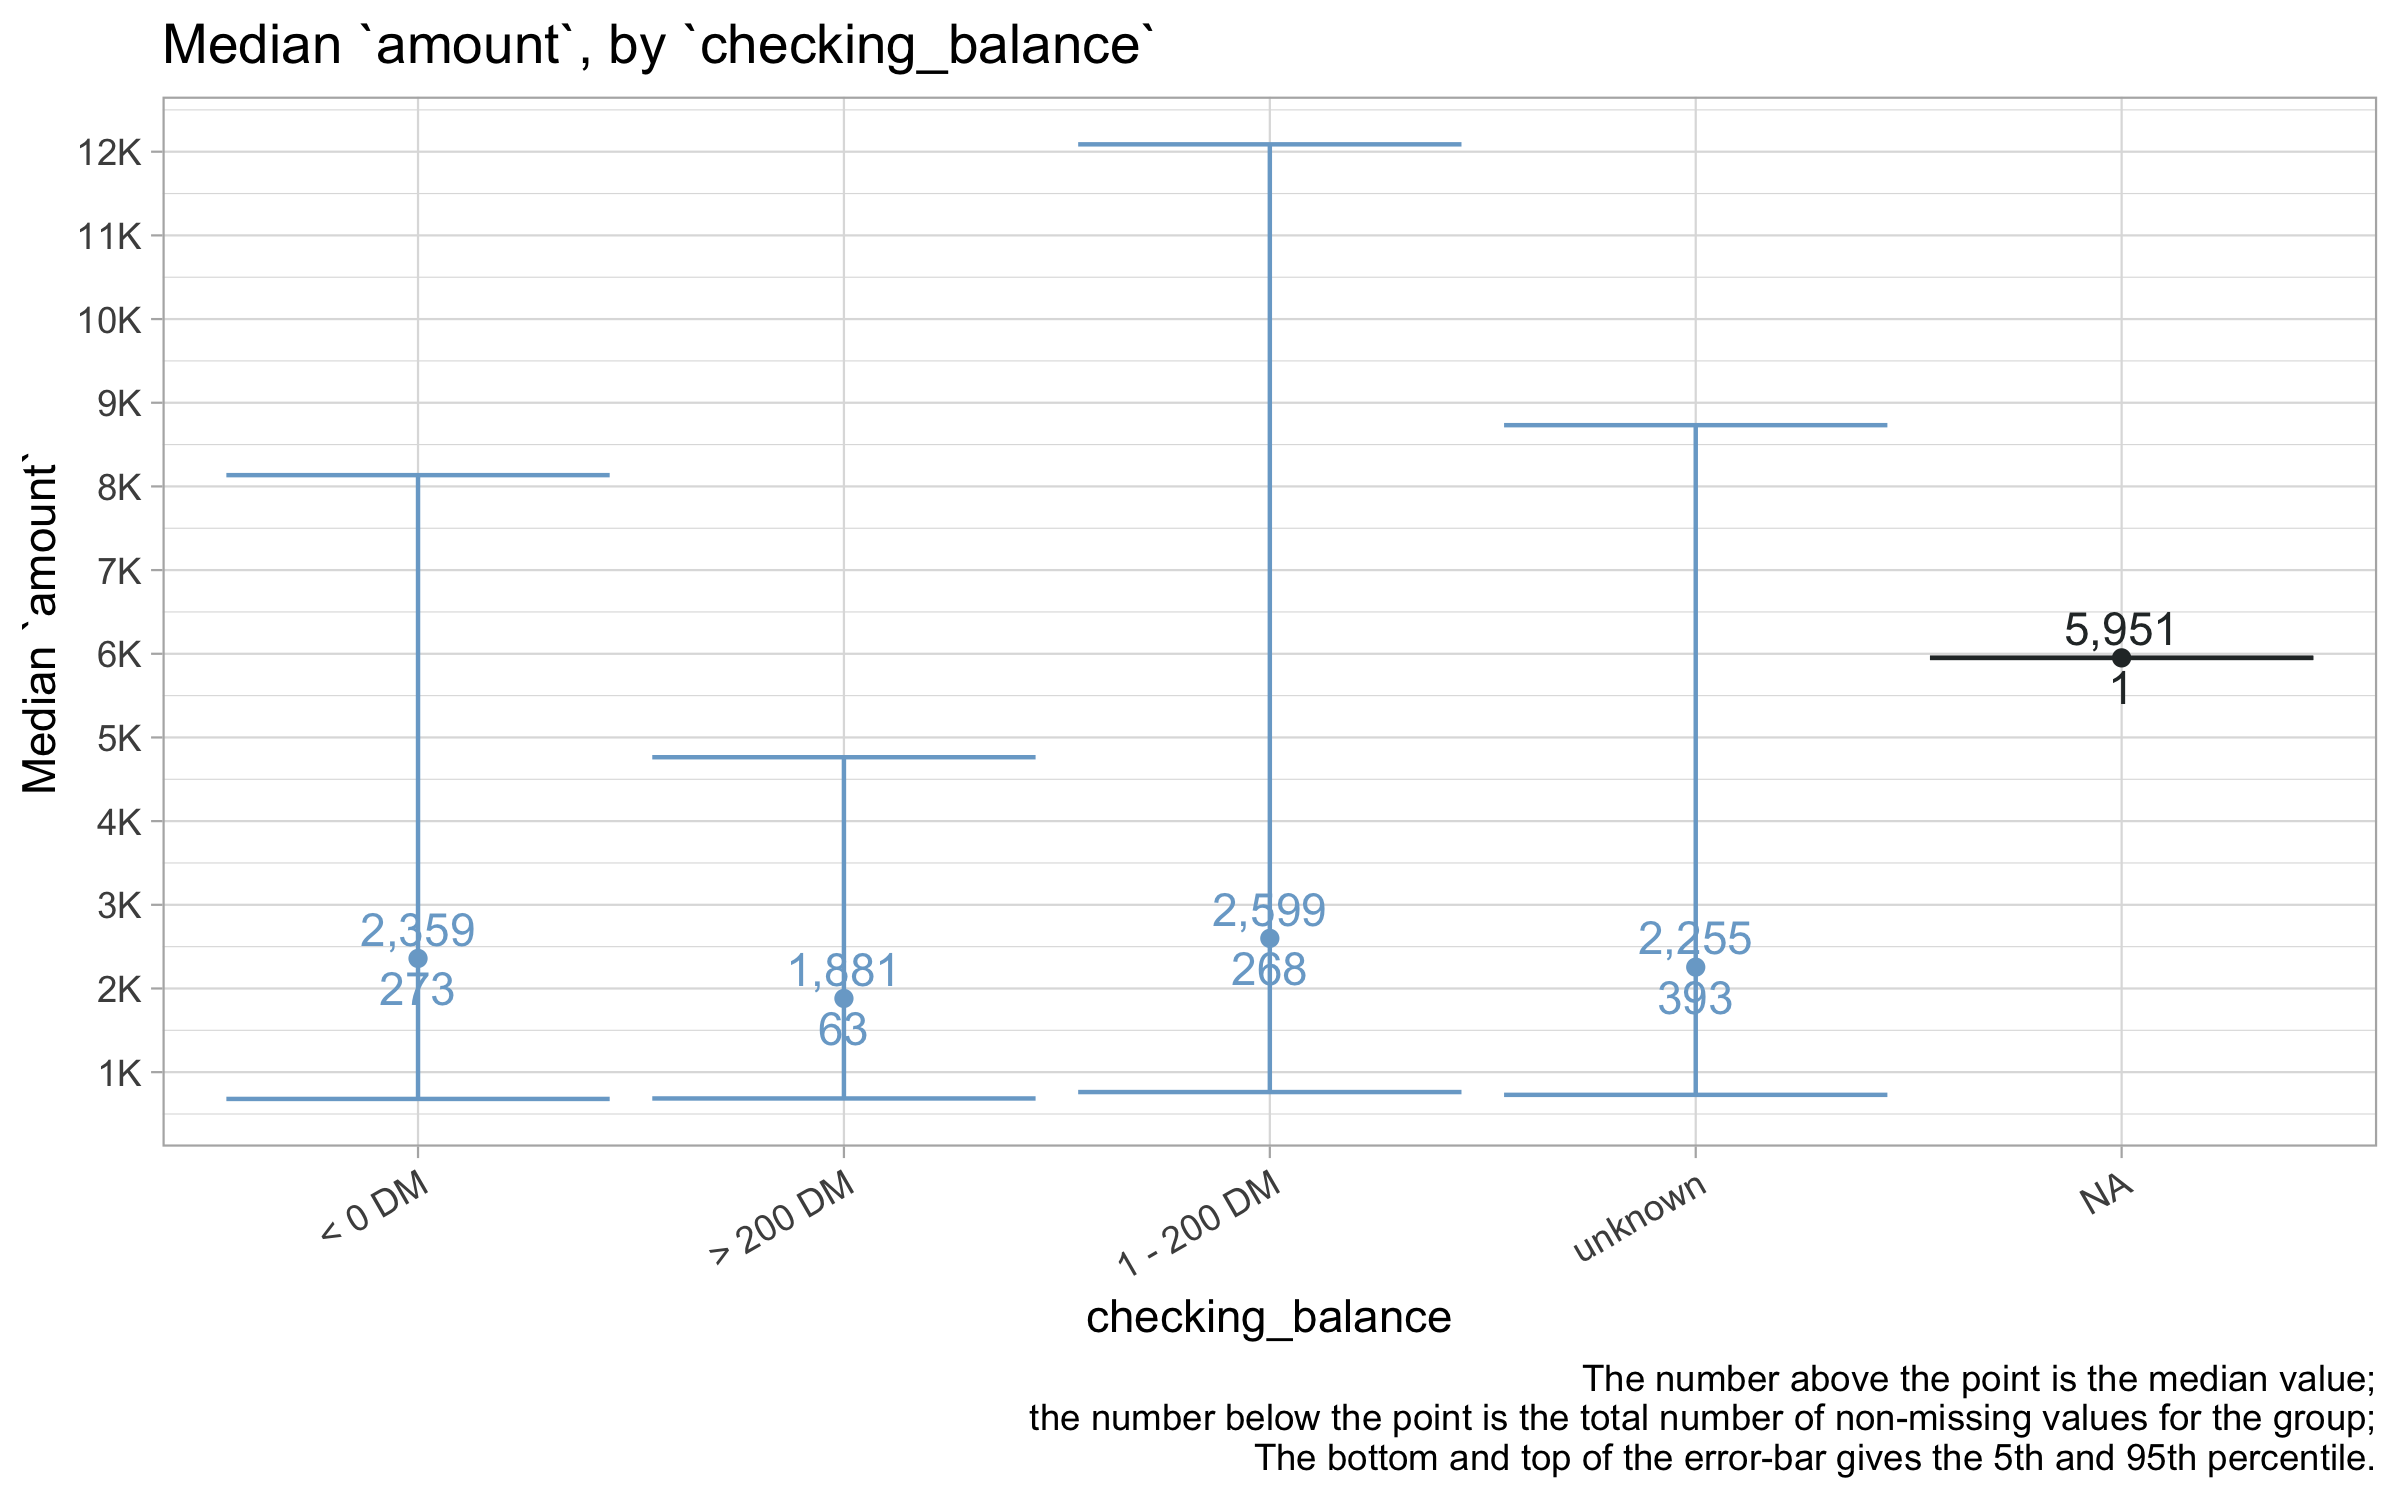 Median `amount`, by `checking_balance`
Median `amount`
12K
11K
10K
9K
8K
7K
6K
5K
4K
3K
2K
1K
2,359
273
1,881
63
2,599
268
2,255
393
5,951
1
< 0 DM
> 200 DM
1 - 200 DM
unknown
NA
checking_balance
The number above the point is the median value;
the number below the point is the total number of non-missing values for the group;
The bottom and top of the error-bar gives the 5th and 95th percentile.